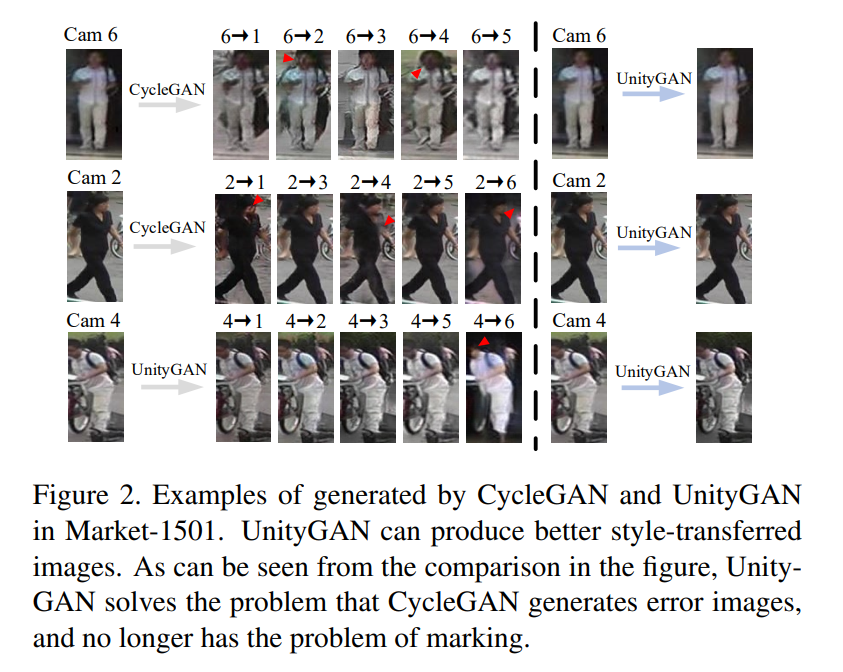 Cam 6 6→1 6→2 6→3 6→4 6→5 Cam 6
CycleGAN UnityGAN
Cam 2 2→1 2→3 2→4 2→5 2→6 Cam 2
CycleGAN UnityGAN
Cam 4 4→1 4→2 4→3 4→5 4→6 Cam 4
UnityGAN UnityGAN
Figure 2. Examples of generated by CycleGAN and UnityGAN
in Market-1501. UnityGAN can produce better style-transferred
images. As can be seen from the comparison in the figure, Unity-
GAN solves the problem that CycleGAN generates error images,
and no longer has the problem of marking.